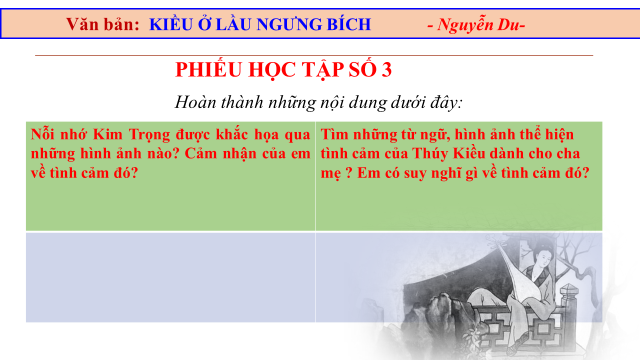 Văn bản: KIỀU Ở LẦU NGƯNG BÍCH - Nguyễn Du-
PHIẾU HỌC TẬP SỐ 3
Hoàn thành những nội dung dưới đây:
Nỗi nhớ Kim Trọng được khắc họa qua
những hình ảnh nào? Cảm nhận của em
về tình cảm đó?
Tìm những từ ngữ, hình ảnh thể hiện
tình cảm của Thúy Kiều dành cho cha
mẹ ? Em có suy nghĩ gì về tình cảm đó?